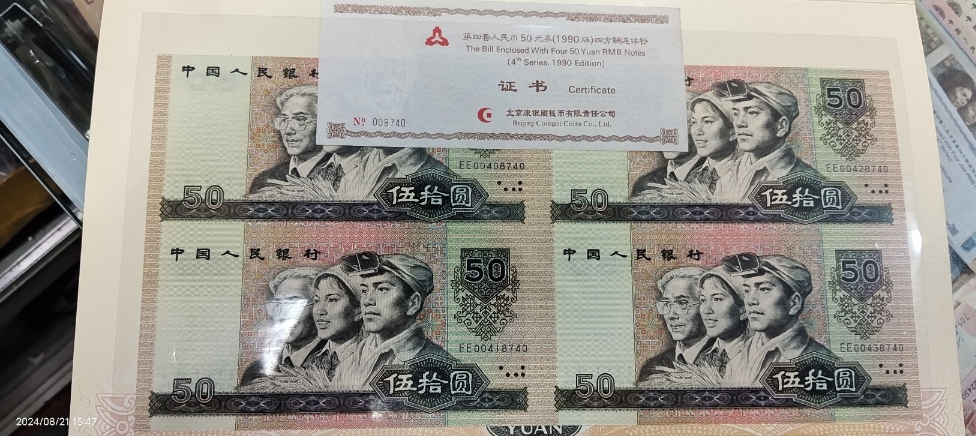 第四套人民币50元券(1990版)四方联连体钞
The Bill Enclosed With Four 50 Yuan RMB Notes
(4th Series, 1990 Edition)
证书 Certificate
№ 008740
北京康银阁钱币有限责任公司
Beijing Coingot Coins Co., Ltd.
中国人民银行
50
EE00408740
50
伍拾圆
EE00428740
50
伍拾圆
中国人民银行
50
EE00418740
50
伍拾圆
中国人民银行
50
EE00438740
50
伍拾圆
YUAN
2024/08/21 15:47